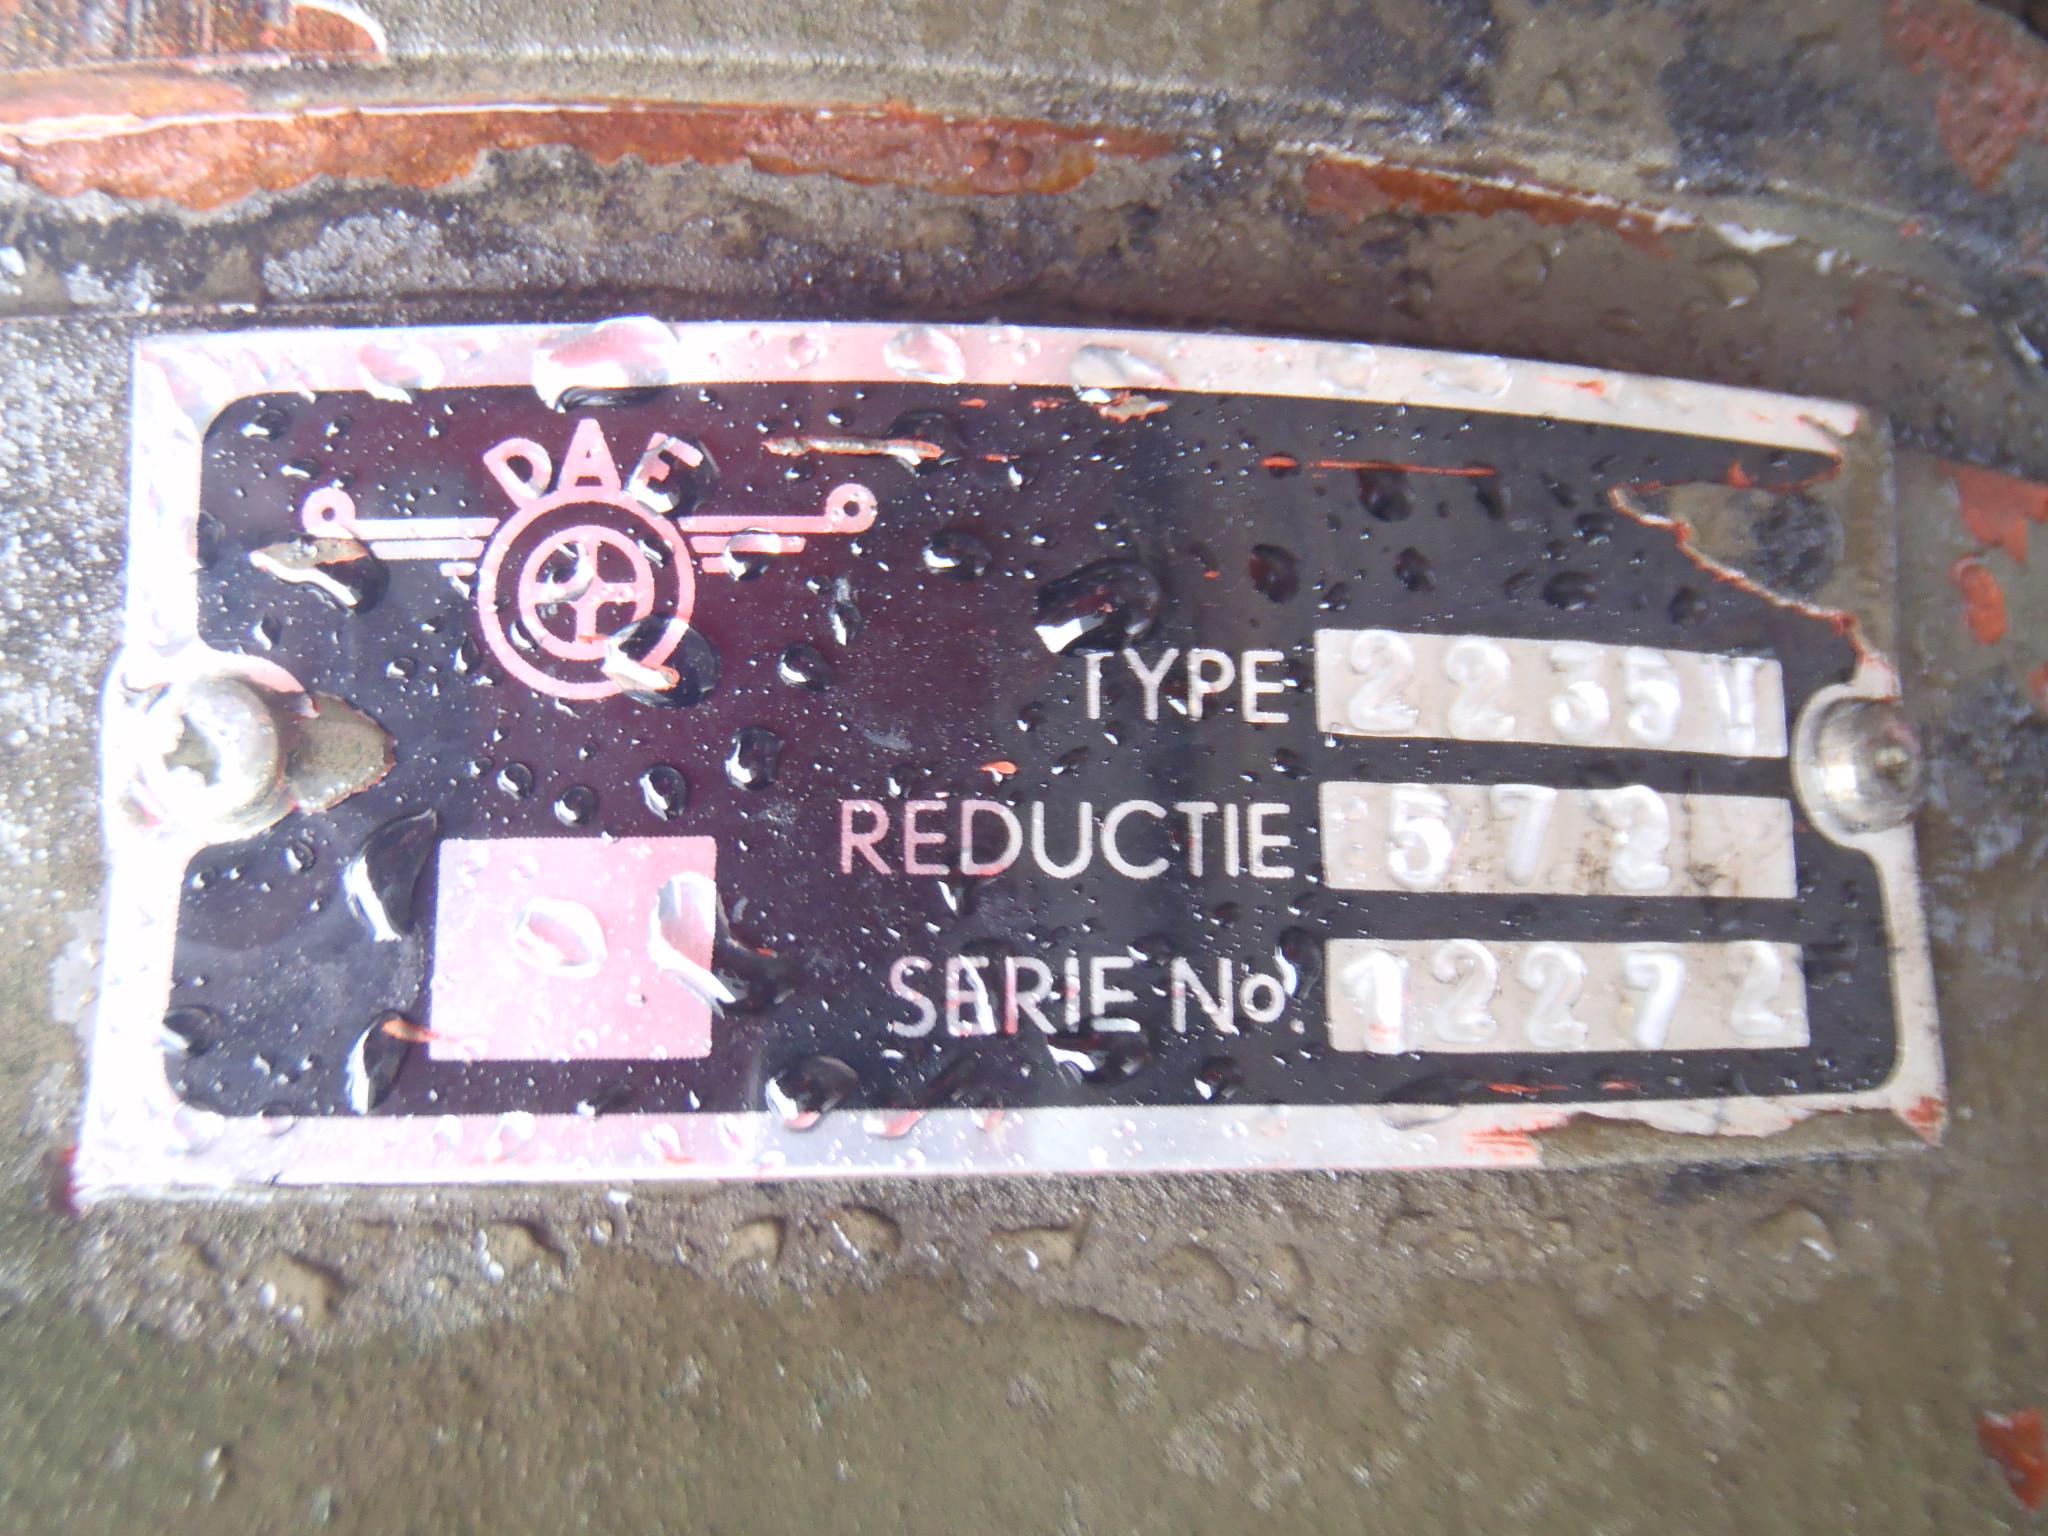 DAF
TYPE 2235V
REDUCTIE 572
SERIE No. 12272